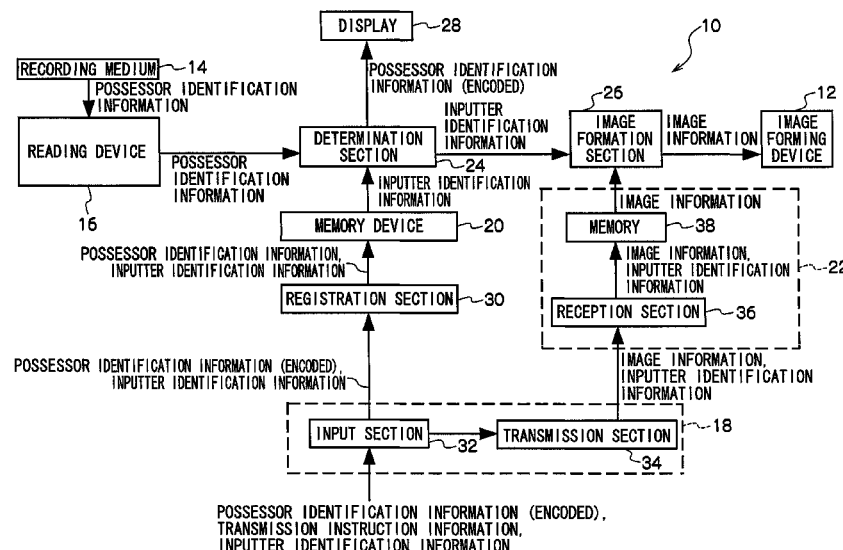 DISPLAY
28
10
RECORDING MEDIUM
14
POSSESSOR IDENTIFICATION
INFORMATION
POSSESSOR IDENTIFICATION
INFORMATION (ENCODED)
INPUTTER
IDENTIFICATION
INFORMATION
26
12
READING DEVICE
16
POSSESSOR
IDENTIFICATION
INFORMATION
DETERMINATION
SECTION
24
IMAGE
FORMATION
SECTION
IMAGE
INFORMATION
IMAGE
FORMING
DEVICE
INPUTTER IDENTIFICATION
INFORMATION
IMAGE INFORMATION
MEMORY DEVICE
20
MEMORY
38
POSSESSOR IDENTIFICATION INFORMATION,
INPUTTER IDENTIFICATION INFORMATION
IMAGE INFORMATION,
INPUTTER IDENTIFICATION
INFORMATION
22
REGISTRATION SECTION
30
RECEPTION SECTION
36
POSSESSOR IDENTIFICATION INFORMATION (ENCODED),
INPUTTER IDENTIFICATION INFORMATION
IMAGE INFORMATION,
INPUTTER IDENTIFICATION
INFORMATION
INPUT SECTION
32
TRANSMISSION SECTION
34
18
POSSESSOR IDENTIFICATION INFORMATION (ENCODED),
TRANSMISSION INSTRUCTION INFORMATION,
INPUTTER IDENTIFICATION INFORMATION